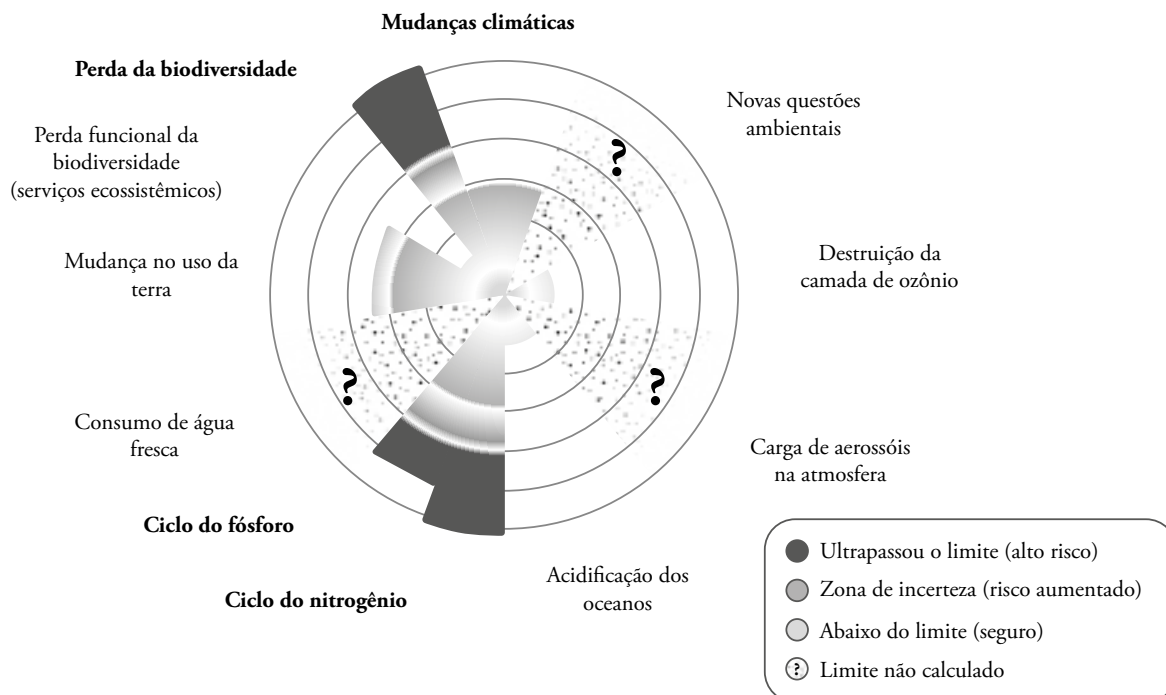 Mudanças climáticas
Perda da biodiversidade
Novas questões
ambientais
?
Perda funcional da
biodiversidade
(serviços ecossistêmicos)
Mudança no uso da
terra
Destruição da
camada de ozônio
?
?
Consumo de água
fresca
Carga de aerossóis
na atmosfera
Ciclo do fósforo
Ciclo do nitrogênio
Acidificação dos
oceanos
Ultrapassou o limite (alto risco)
Zona de incerteza (risco aumentado)
Abaixo do limite (seguro)
? Limite não calculado